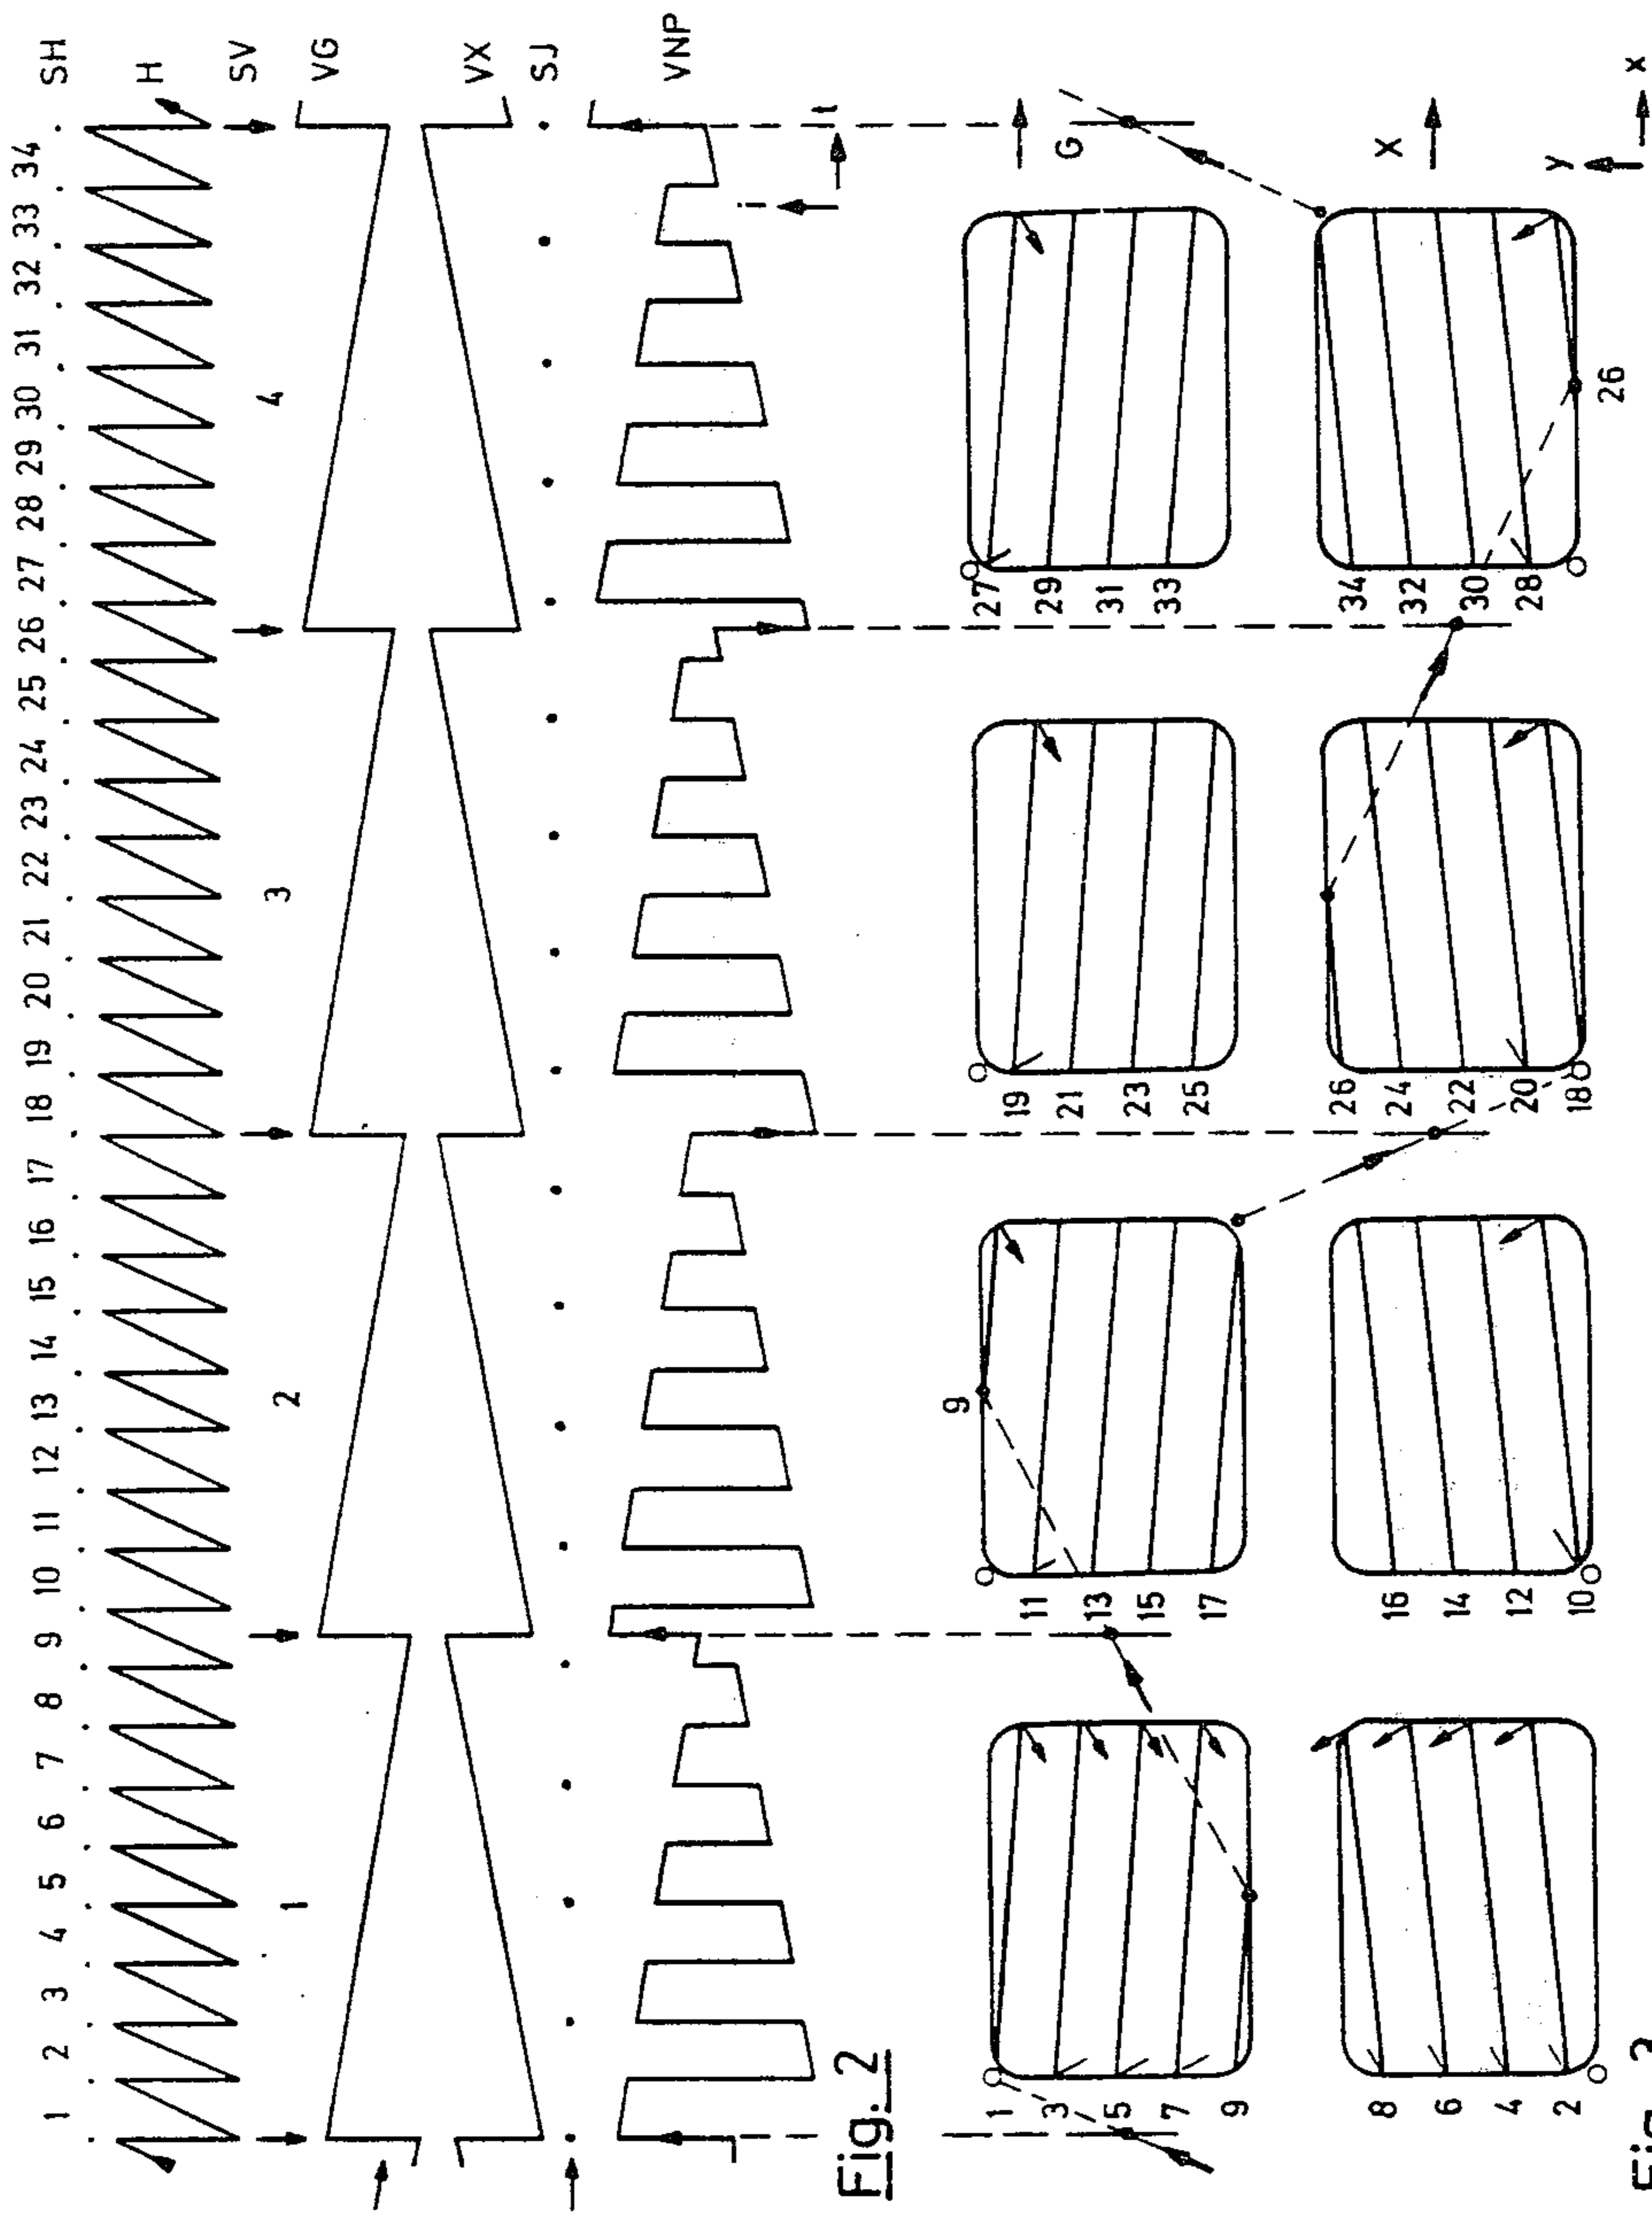 1 2 3 4 5 6 7 8 9 10 11 12 13 14 15 16 17 18 19 20 21 22 23 24 25 26 27 28 29 30 31 32 33 34 SH
H
SV
1 2 3 4
VG
VX
SJ
VNP
i
t
Fig. 2
1 3 5 7 9
9
11 13 15 17
19 21 23 25
27 29 31 33
G
8 6 4 2
16 14 12 10
26 24 22 20 18
34 32 30 28
26
X
y
x